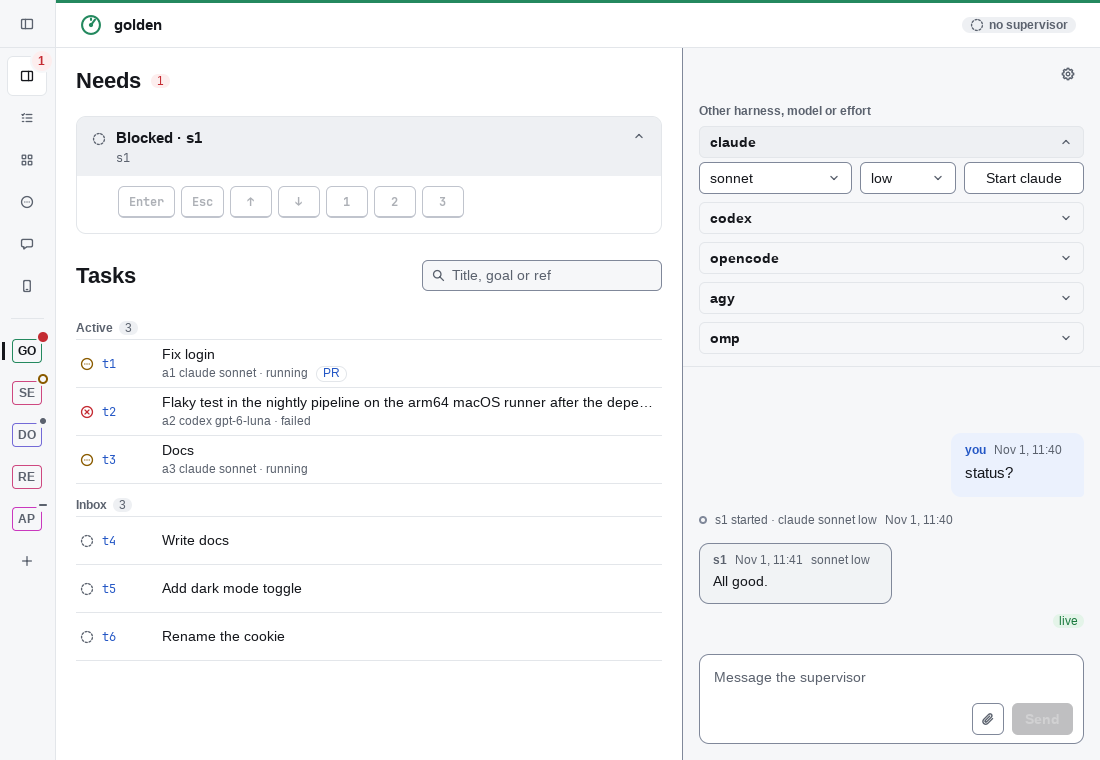 golden
no supervisor
1
GO
SE
DO
RE
AP
Needs 1
Blocked · s1
s1
Enter Esc ↑ ↓ 1 2 3
Tasks
Title, goal or ref
Active 3
t1 Fix login
a1 claude sonnet · running PR
t2 Flaky test in the nightly pipeline on the arm64 macOS runner after the depe…
a2 codex gpt-6-luna · failed
t3 Docs
a3 claude sonnet · running
Inbox 3
t4 Write docs
t5 Add dark mode toggle
t6 Rename the cookie
Other harness, model or effort
claude
sonnet low Start claude
codex
opencode
agy
omp
you Nov 1, 11:40
status?
s1 started · claude sonnet low Nov 1, 11:40
s1 Nov 1, 11:41 sonnet low
All good.
live
Message the supervisor
Send